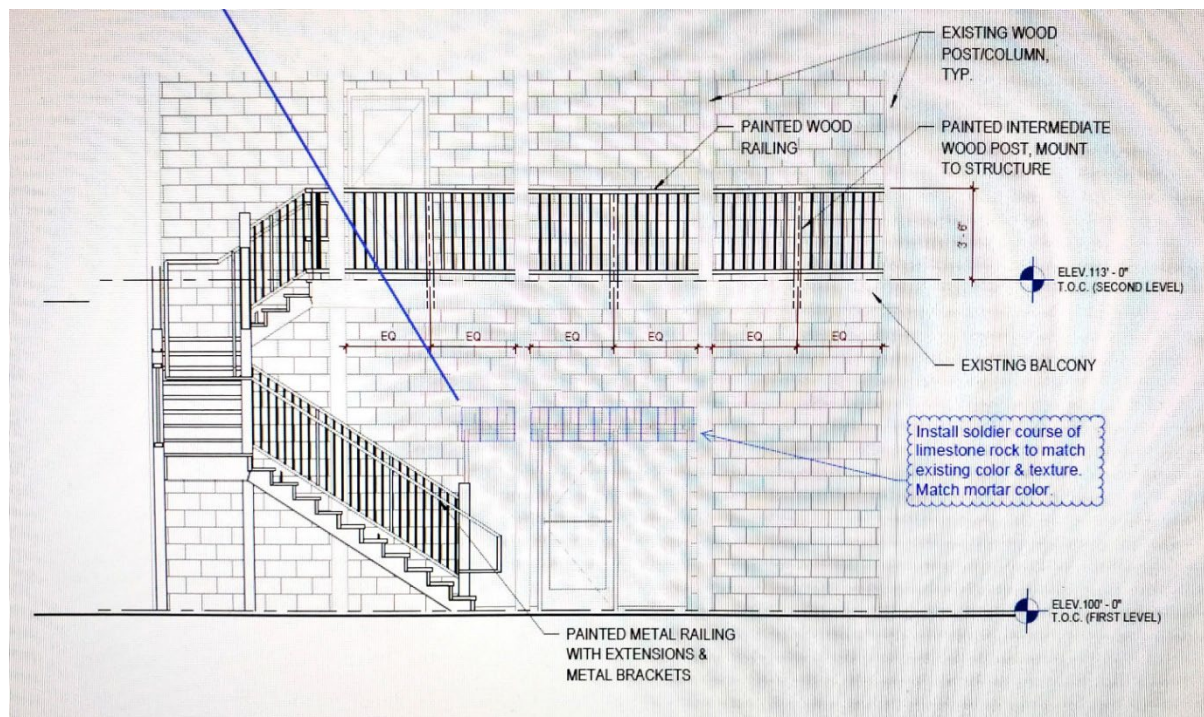 EXISTING WOOD
POST/COLUMN,
TYP.
PAINTED WOOD
RAILING
PAINTED INTERMEDIATE
WOOD POST, MOUNT
TO STRUCTURE
3' - 6"
ELEV.113' - 0"
T.O.C. (SECOND LEVEL)
EQ EQ EQ EQ EQ EQ
EXISTING BALCONY
Install soldier course of
limestone rock to match
existing color & texture.
Match mortar color.
ELEV.100' - 0"
T.O.C. (FIRST LEVEL)
PAINTED METAL RAILING
WITH EXTENSIONS &
METAL BRACKETS